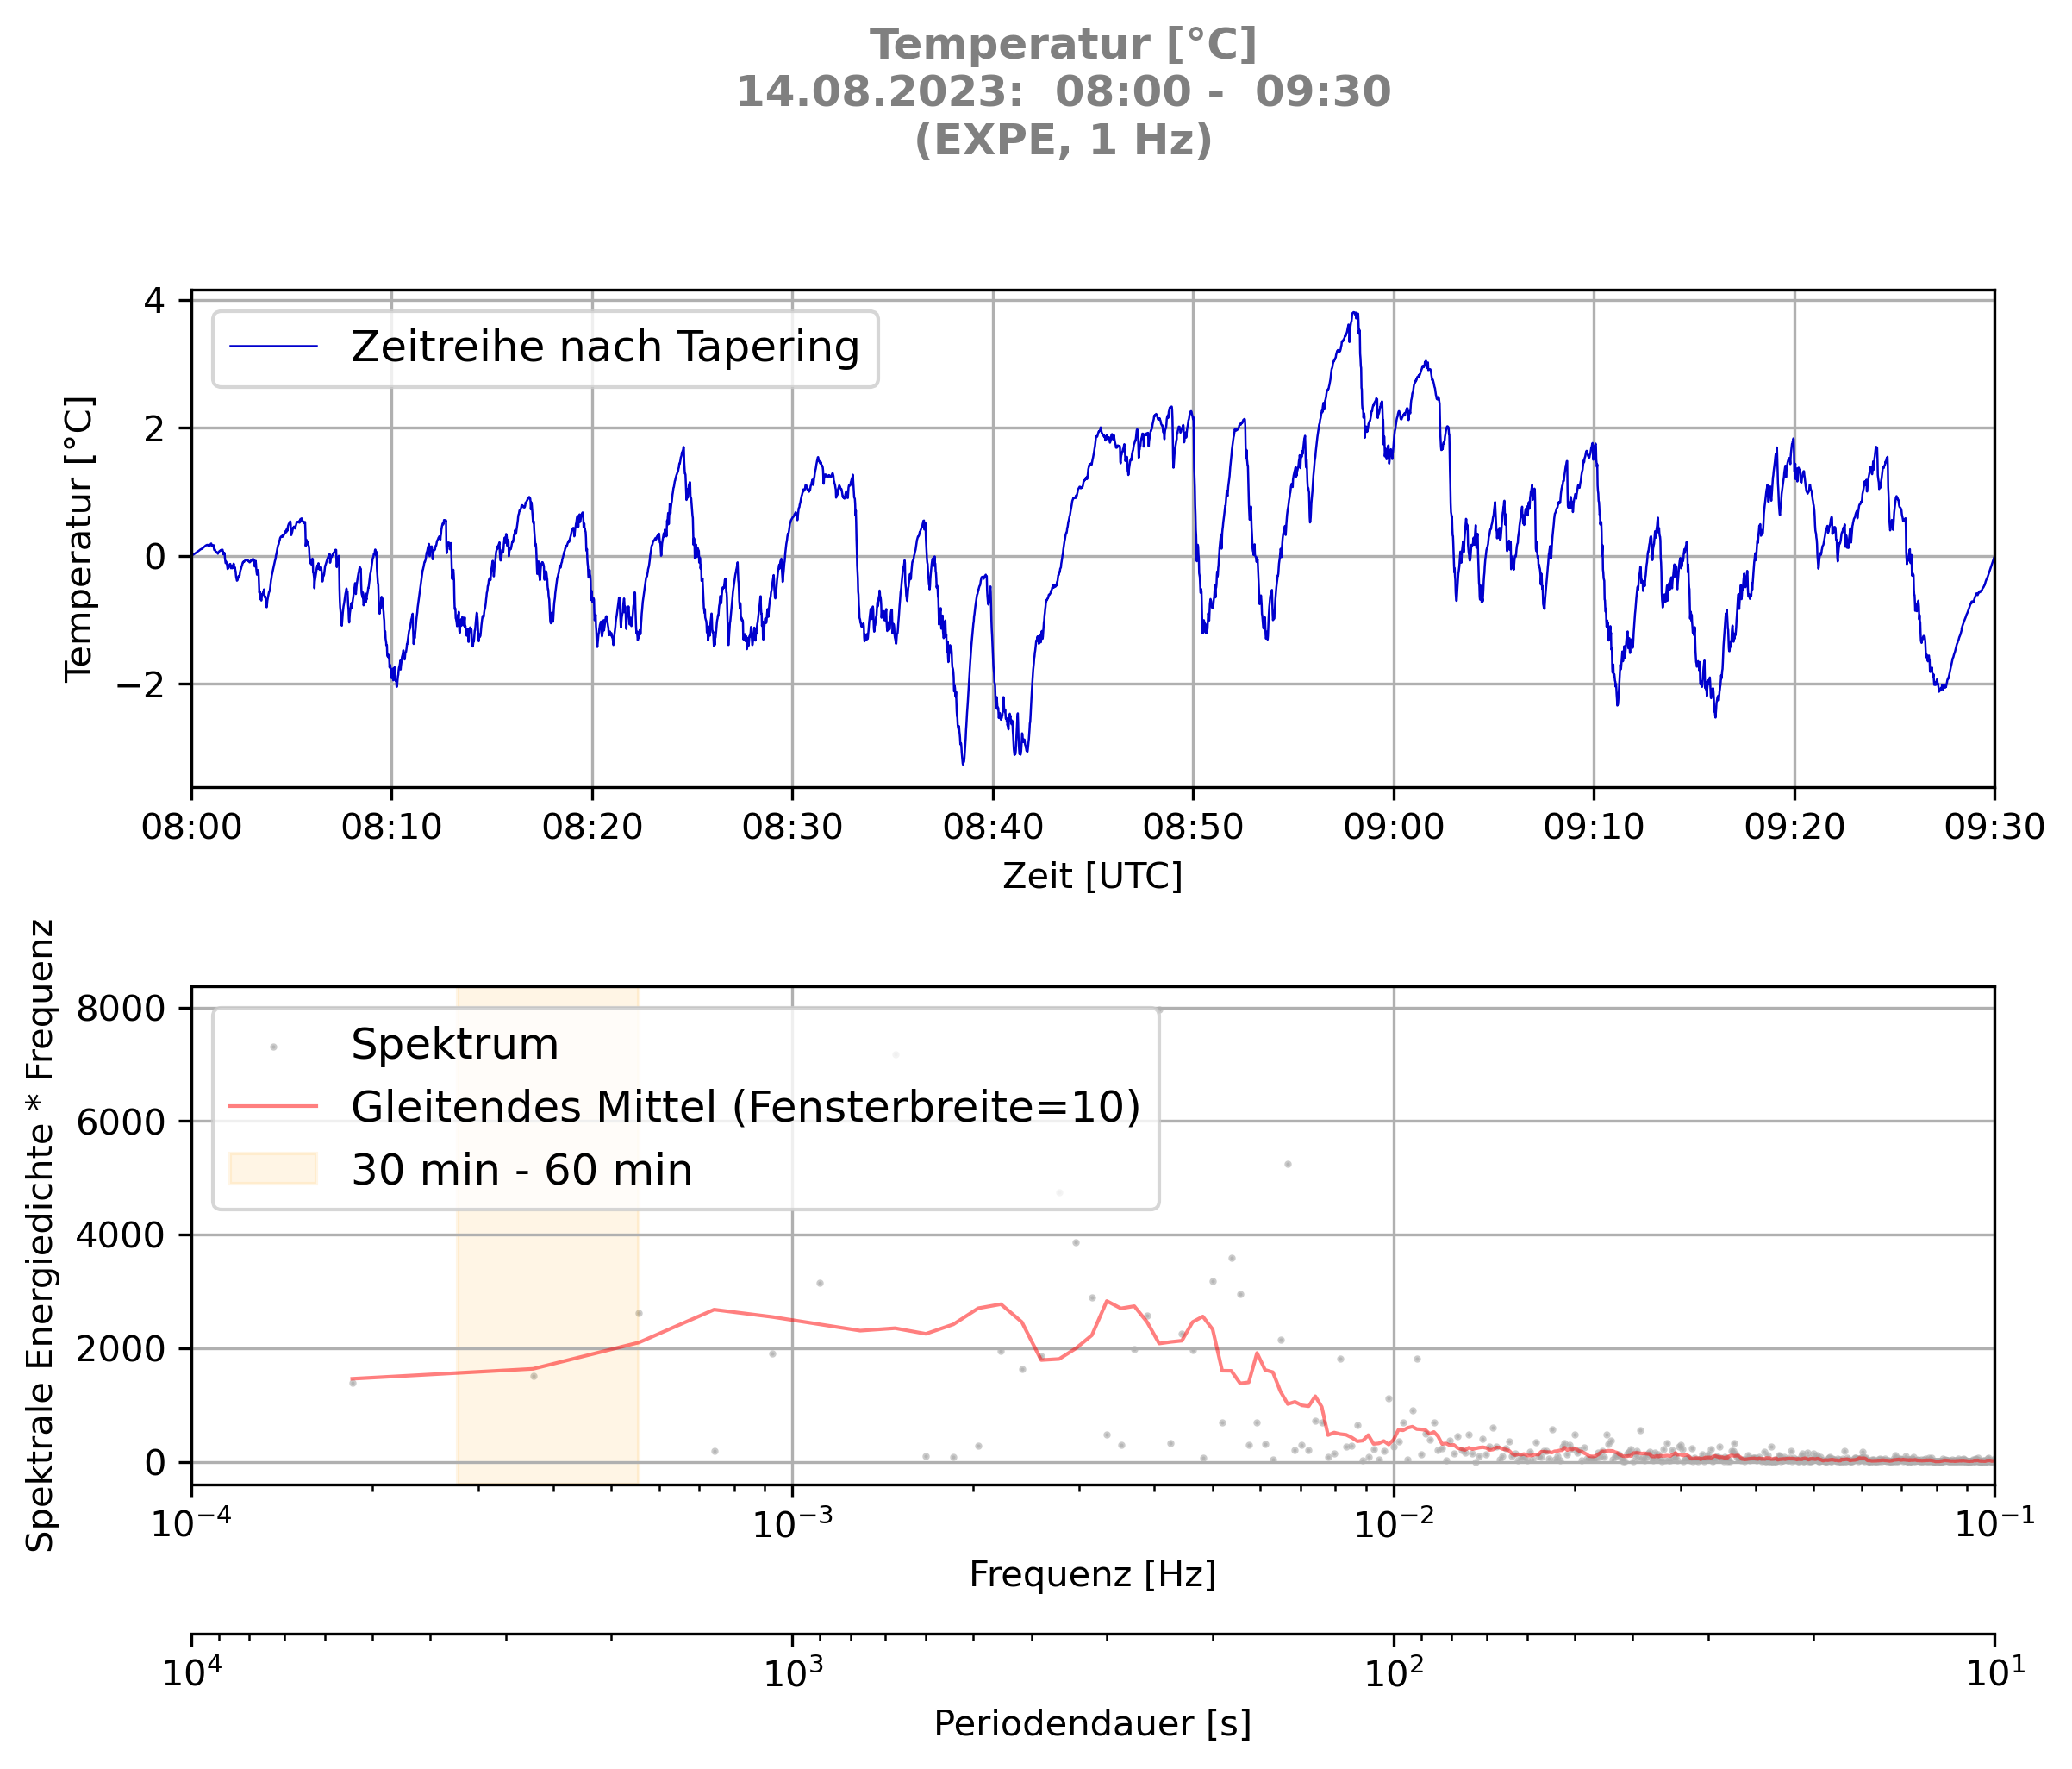 Temperatur [°C]
14.08.2023:  08:00 -  09:30
(EXPE, 1 Hz)
4
2
0
−2
Temperatur [°C]
Zeitreihe nach Tapering
08:00 08:10 08:20 08:30 08:40 08:50 09:00 09:10 09:20 09:30
Zeit [UTC]
8000
6000
4000
2000
0
Spektrale Energiedichte * Frequenz
Spektrum
Gleitendes Mittel (Fensterbreite=10)
30 min - 60 min
10⁻⁴ 10⁻³ 10⁻² 10⁻¹
Frequenz [Hz]
10⁴ 10³ 10² 10¹
Periodendauer [s]